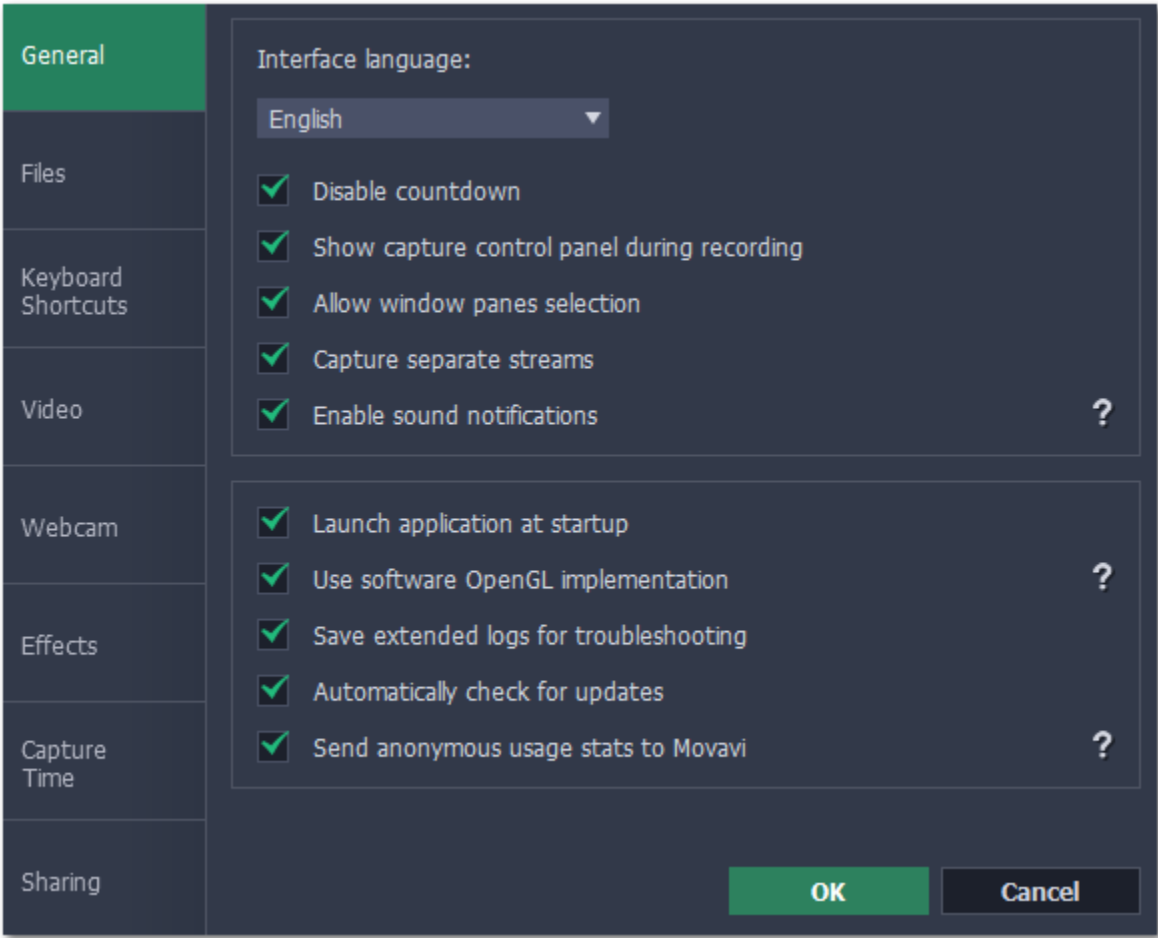 General
Files
Keyboard
Shortcuts
Video
Webcam
Effects
Capture
Time
Sharing
Interface language:
English
Disable countdown
Show capture control panel during recording
Allow window panes selection
Capture separate streams
Enable sound notifications
?
Launch application at startup
Use software OpenGL implementation
?
Save extended logs for troubleshooting
Automatically check for updates
Send anonymous usage stats to Movavi
?
OK
Cancel